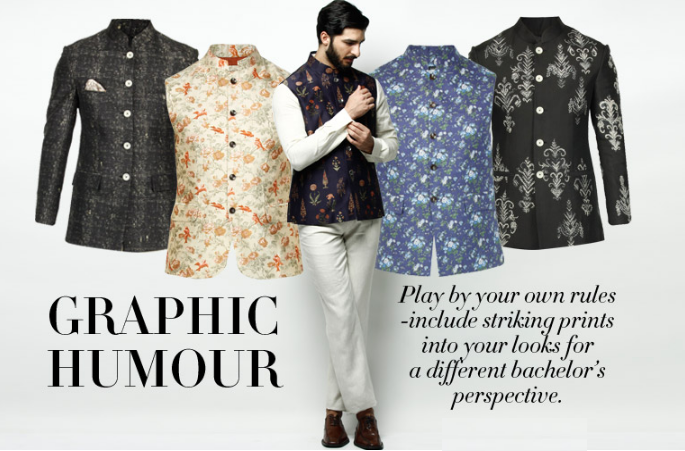 GRAPHIC
HUMOUR
Play by your own rules
-include striking prints
into your looks for
a different bachelor's
perspective.